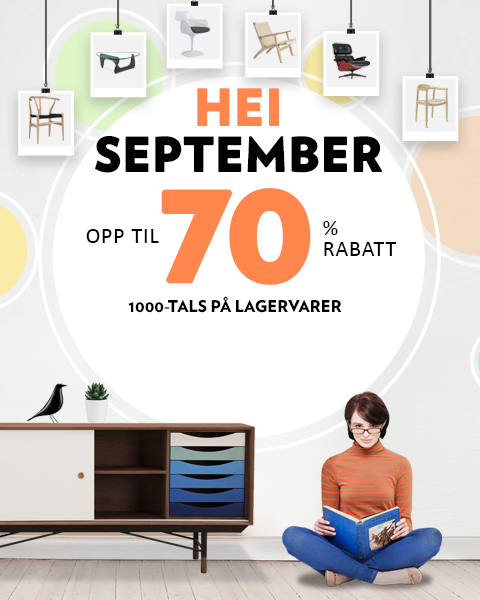 HEI
SEPTEMBER
OPP TIL 70 % RABATT
1000-TALS PÅ LAGERVARER